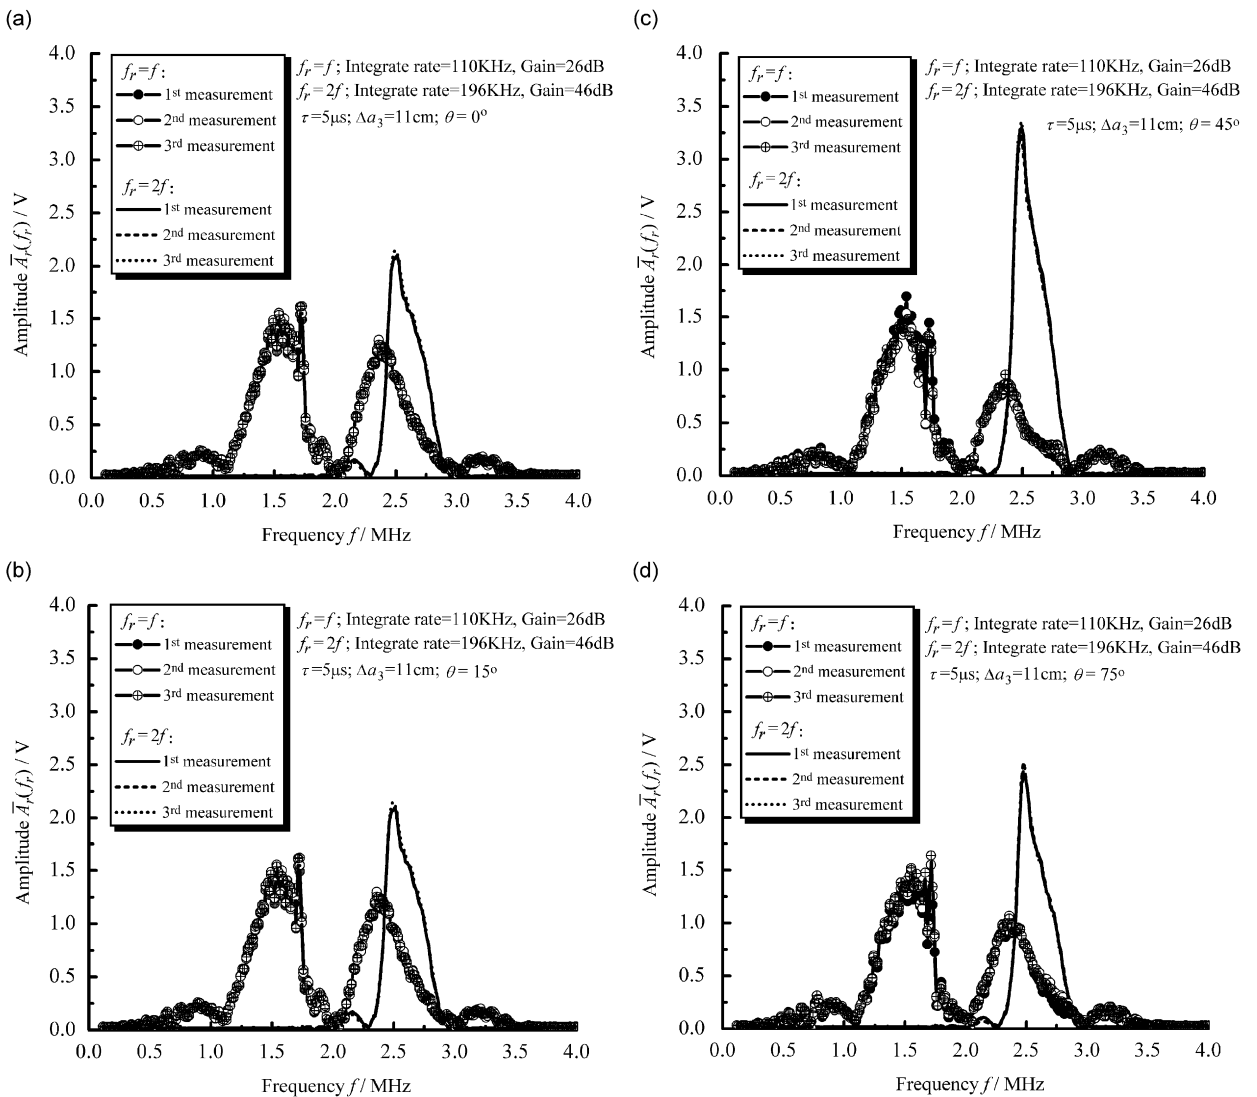 (a)
4.0
3.5
3.0
2.5
2.0
1.5
1.0
0.5
0.0
Amplitude A̅r(fr) / V
fr=f:
1st measurement
2nd measurement
3rd measurement
fr=2f:
1st measurement
2nd measurement
3rd measurement
fr=f; Integrate rate=110KHz, Gain=26dB
fr=2f; Integrate rate=196KHz, Gain=46dB
τ=5μs; Δa3=11cm; θ=0o
0.0 0.5 1.0 1.5 2.0 2.5 3.0 3.5 4.0
Frequency f / MHz
(c)
4.0
3.5
3.0
2.5
2.0
1.5
1.0
0.5
0.0
Amplitude A̅r(fr) / V
fr=f:
1st measurement
2nd measurement
3rd measurement
fr=2f:
1st measurement
2nd measurement
3rd measurement
fr=f; Integrate rate=110KHz, Gain=26dB
fr=2f; Integrate rate=196KHz, Gain=46dB
τ=5μs; Δa3=11cm; θ=45o
0.0 0.5 1.0 1.5 2.0 2.5 3.0 3.5 4.0
Frequency f / MHz
(b)
4.0
3.5
3.0
2.5
2.0
1.5
1.0
0.5
0.0
Amplitude A̅r(fr) / V
fr=f:
1st measurement
2nd measurement
3rd measurement
fr=2f:
1st measurement
2nd measurement
3rd measurement
fr=f; Integrate rate=110KHz, Gain=26dB
fr=2f; Integrate rate=196KHz, Gain=46dB
τ=5μs; Δa3=11cm; θ=15o
0.0 0.5 1.0 1.5 2.0 2.5 3.0 3.5 4.0
Frequency f / MHz
(d)
4.0
3.5
3.0
2.5
2.0
1.5
1.0
0.5
0.0
Amplitude A̅r(fr) / V
fr=f:
1st measurement
2nd measurement
3rd measurement
fr=2f:
1st measurement
2nd measurement
3rd measurement
fr=f; Integrate rate=110KHz, Gain=26dB
fr=2f; Integrate rate=196KHz, Gain=46dB
τ=5μs; Δa3=11cm; θ=75o
0.0 0.5 1.0 1.5 2.0 2.5 3.0 3.5 4.0
Frequency f / MHz